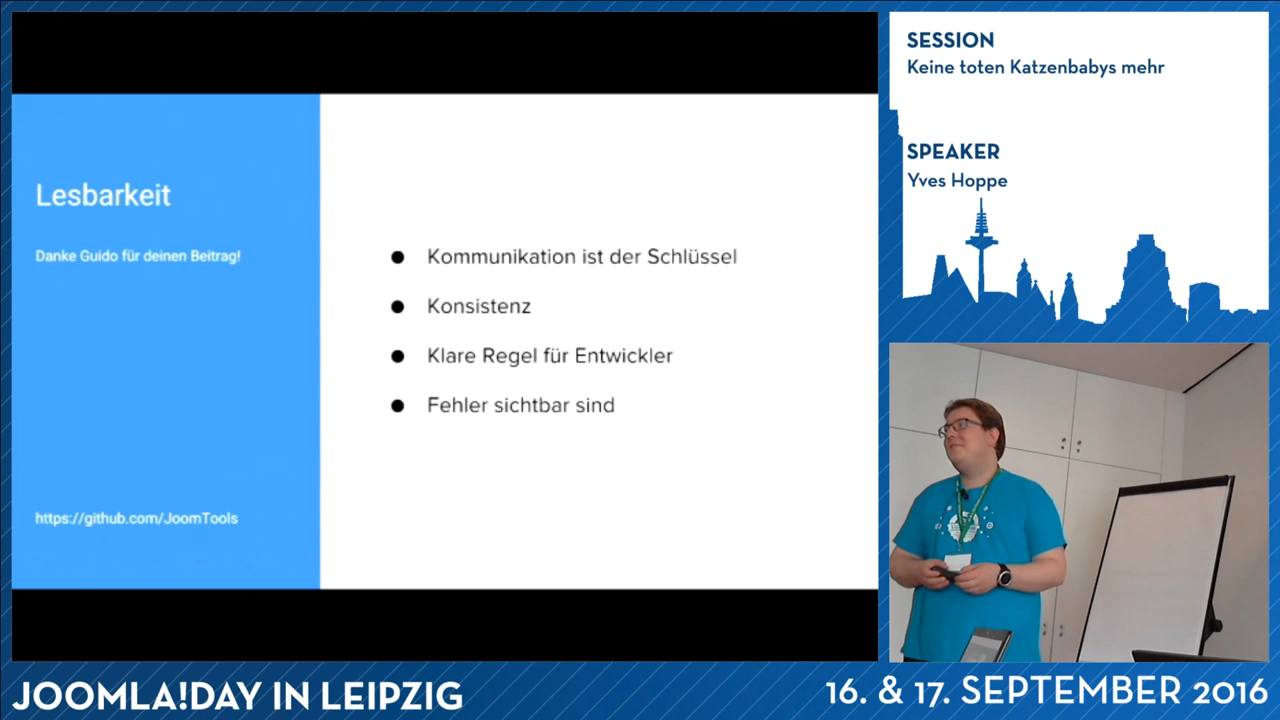 Lesbarkeit
Danke Guido für deinen Beitrag!
https://github.com/JoomTools
● Kommunikation ist der Schlüssel
● Konsistenz
● Klare Regel für Entwickler
● Fehler sichtbar sind
SESSION
Keine toten Katzenbabys mehr
SPEAKER
Yves Hoppe
JOOMLA!DAY IN LEIPZIG
16. & 17. SEPTEMBER 2016